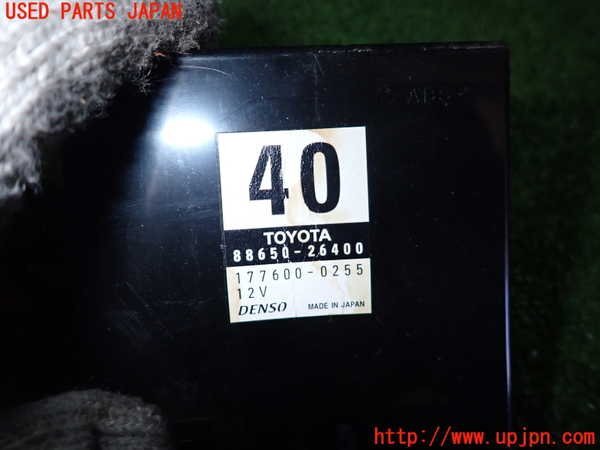 USED PARTS JAPAN
40
TOYOTA
88650-26400
177600-0255
12V
DENSO MADE IN JAPAN
http://www.upjpn.com/